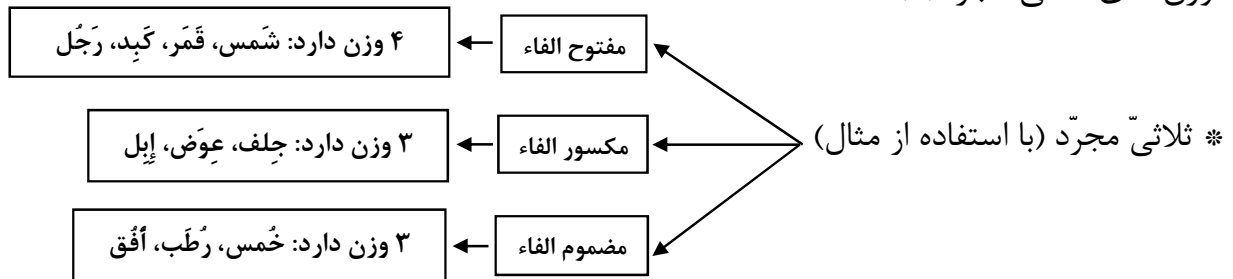 مفتوح الفاء
۴ وزن دارد: شَمس، قَمَر، کَبِد، رَجُل
* ثلاثیّ مجرّد (با استفاده از مثال)
مکسور الفاء
۳ وزن دارد: جِلف، عِوَض، إِبِل
مضموم الفاء
۳ وزن دارد: خُمس، رُطَب، أُفُق